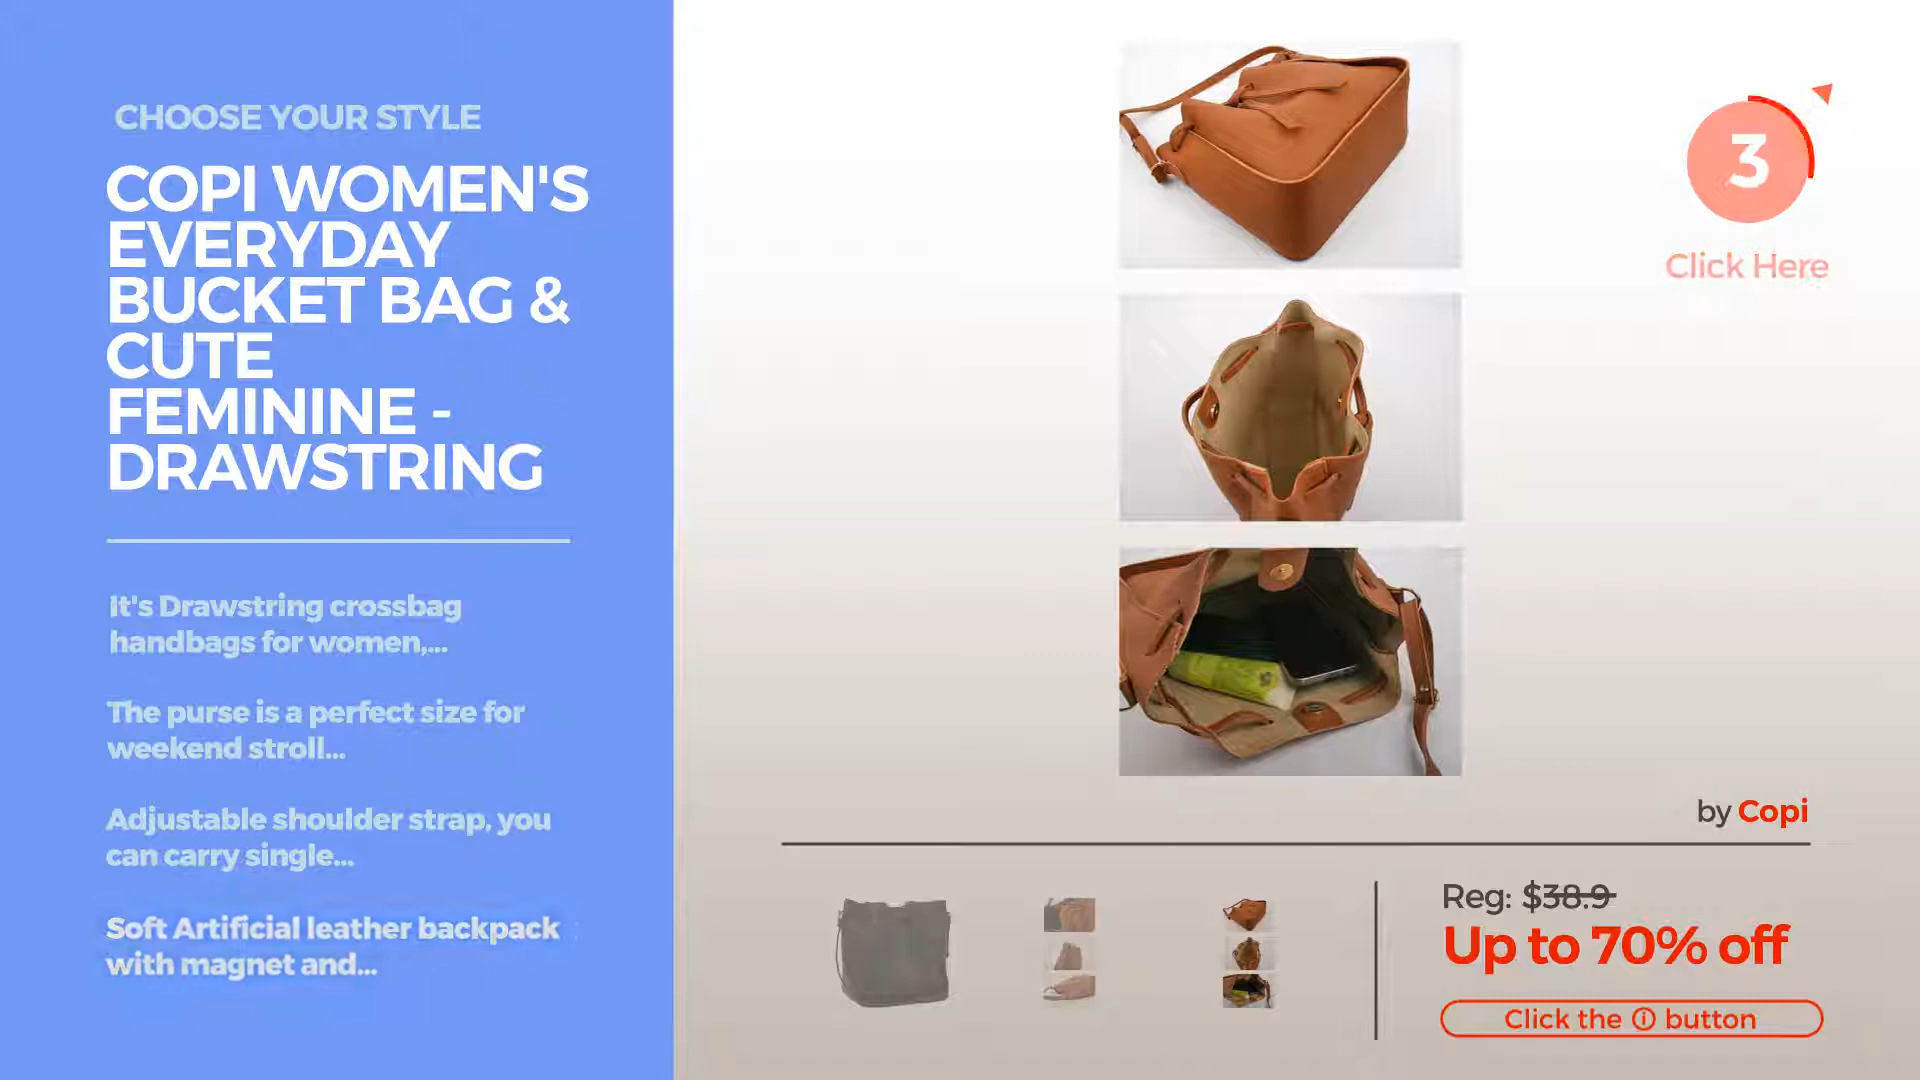 CHOOSE YOUR STYLE
COPI WOMEN'S
EVERYDAY
BUCKET BAG &
CUTE
FEMININE -
DRAWSTRING
It's Drawstring crossbag
handbags for women,...
The purse is a perfect size for
weekend stroll...
Adjustable shoulder strap, you
can carry single...
Soft Artificial leather backpack
with magnet and...
3
Click Here
by Copi
Reg: $38.9
Up to 70% off
Click the ⓘ button